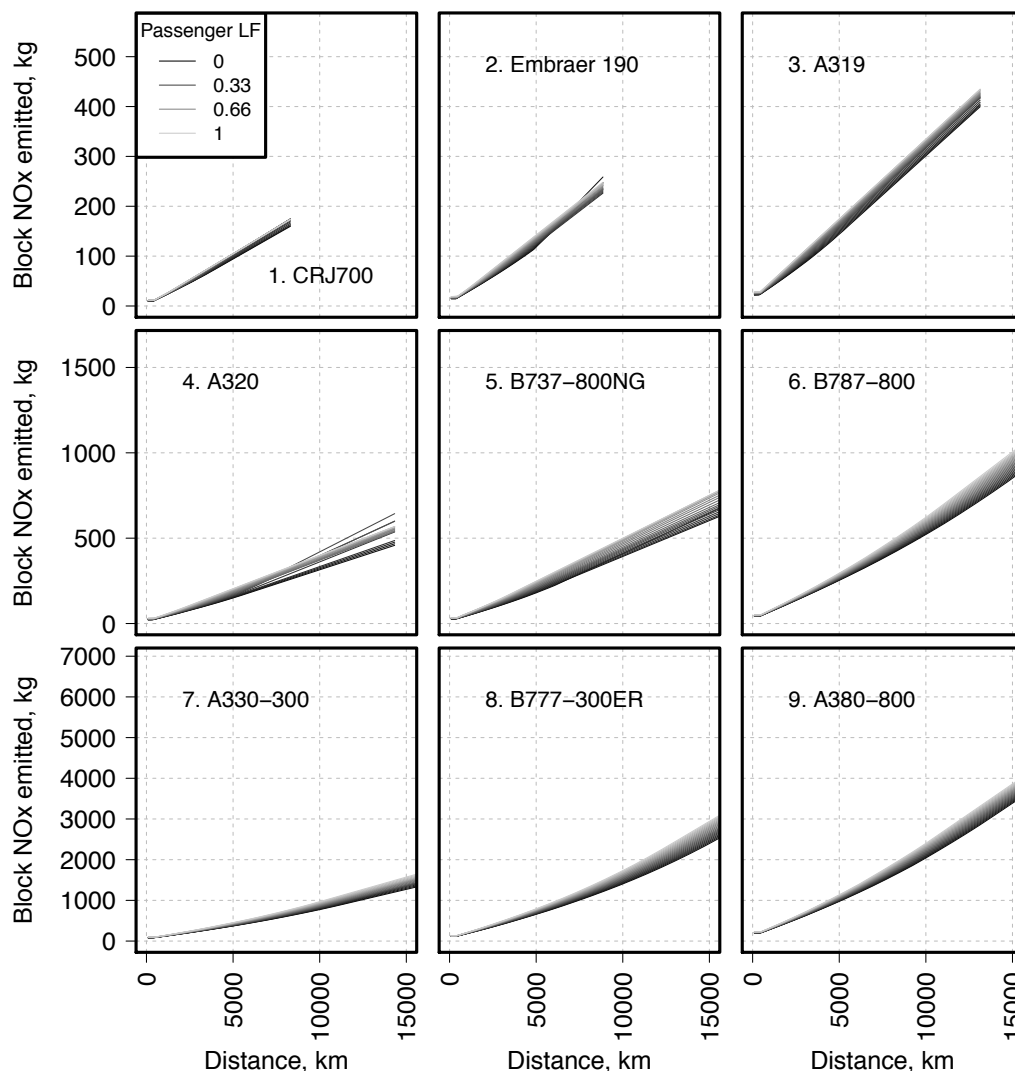 Passenger LF
0
0.33
0.66
1
Block NOx emitted, kg
500
400
300
200
100
0
1. CRJ700
2. Embraer 190
3. A319
Block NOx emitted, kg
1500
1000
500
0
4. A320
5. B737−800NG
6. B787−800
Block NOx emitted, kg
7000
6000
5000
4000
3000
2000
1000
0
7. A330−300
8. B777−300ER
9. A380−800
0
5000
10000
15000
0
5000
10000
15000
0
5000
10000
15000
Distance, km
Distance, km
Distance, km